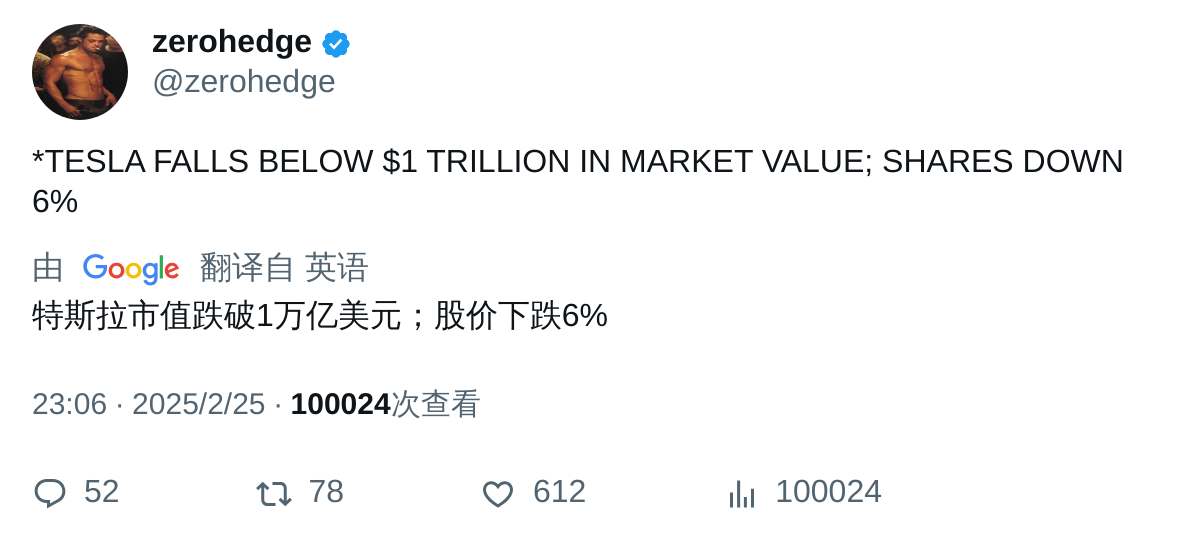 zerohedge
@zerohedge
*TESLA FALLS BELOW $1 TRILLION IN MARKET VALUE; SHARES DOWN
6%
由 Google 翻译自 英语
特斯拉市值跌破1万亿美元；股价下跌6%
23:06 · 2025/2/25 · 100024次查看
52 78 612 100024